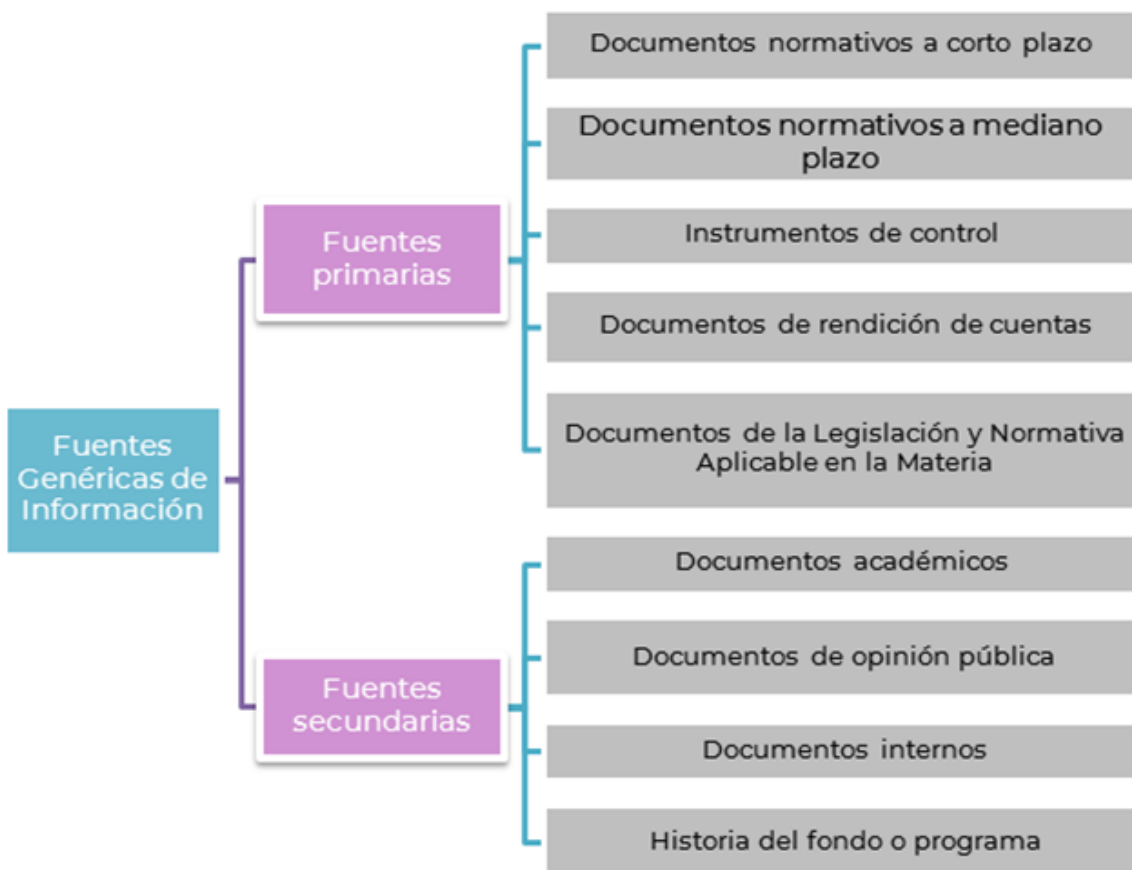 Fuentes
Genéricas de
Información
Fuentes
primarias
Documentos normativos a corto plazo
Documentos normativos a mediano
plazo
Instrumentos de control
Documentos de rendición de cuentas
Documentos de la Legislación y Normativa
Aplicable en la Materia
Fuentes
secundarias
Documentos académicos
Documentos de opinión pública
Documentos internos
Historia del fondo o programa